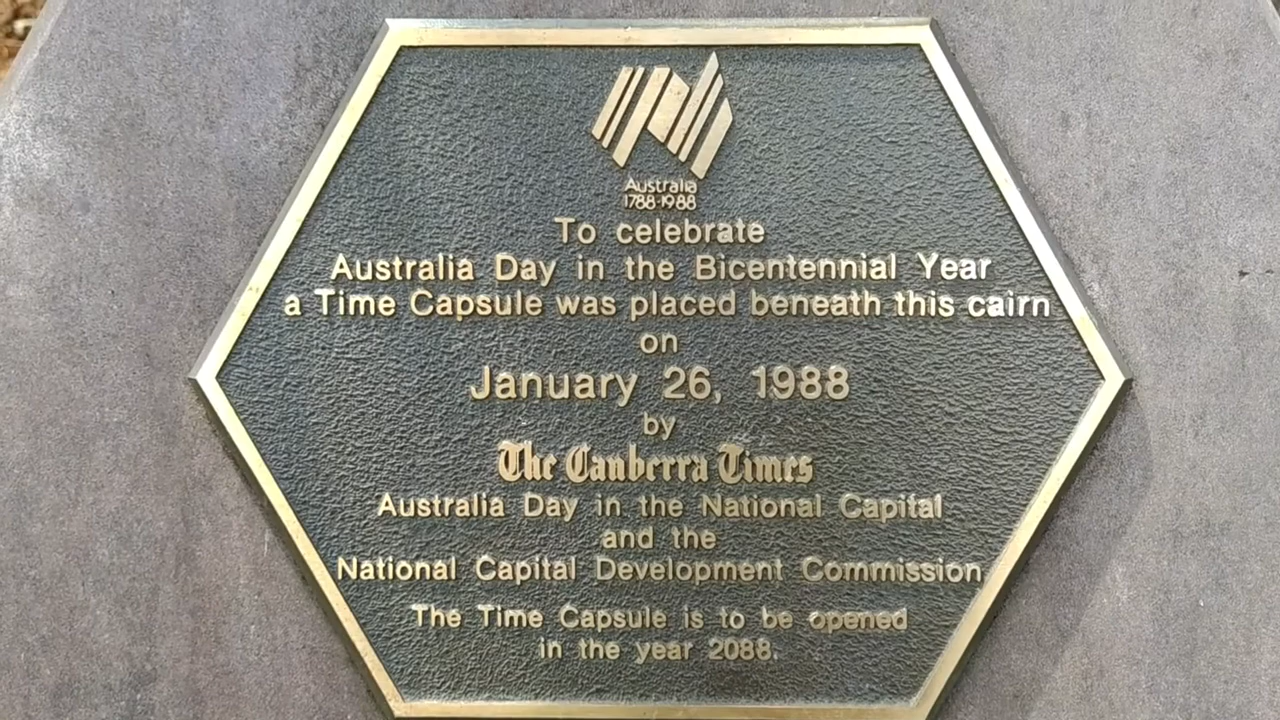 Australia
1788-1988
To celebrate
Australia Day in the Bicentennial Year
a Time Capsule was placed beneath this cairn
on
January 26, 1988
by
The Canberra Times
Australia Day in the National Capital
and the
National Capital Development Commission
The Time Capsule is to be opened
in the year 2088.